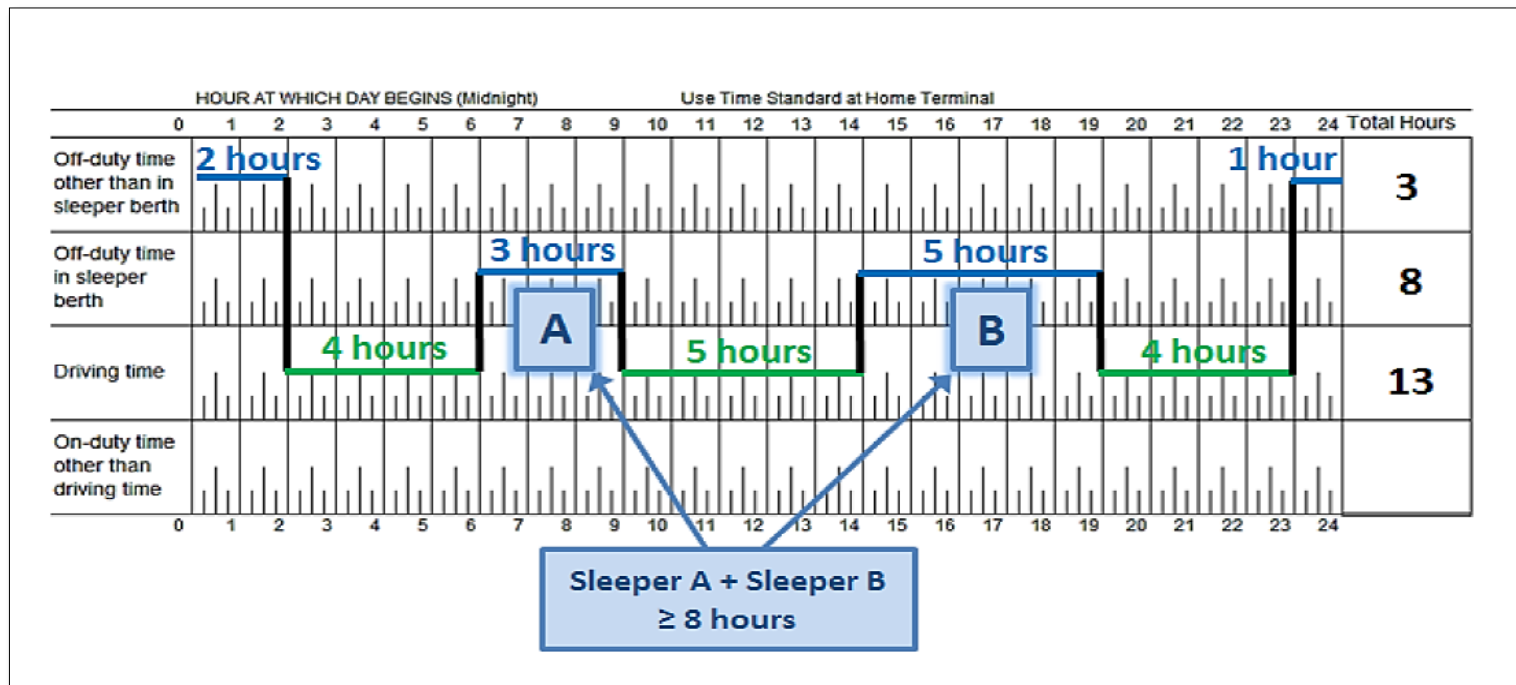 HOUR AT WHICH DAY BEGINS (Midnight) Use Time Standard at Home Terminal
0 1 2 3 4 5 6 7 8 9 10 11 12 13 14 15 16 17 18 19 20 21 22 23 24 Total Hours
Off-duty time
other than in
sleeper berth
2 hours
1 hour
3
Off-duty time
in sleeper
berth
3 hours
5 hours
8
A
B
Driving time
4 hours
5 hours
4 hours
13
On-duty time
other than
driving time
0 1 2 3 4 5 6 7 8 9 10 11 12 13 14 15 16 17 18 19 20 21 22 23 24
Sleeper A + Sleeper B
≥ 8 hours